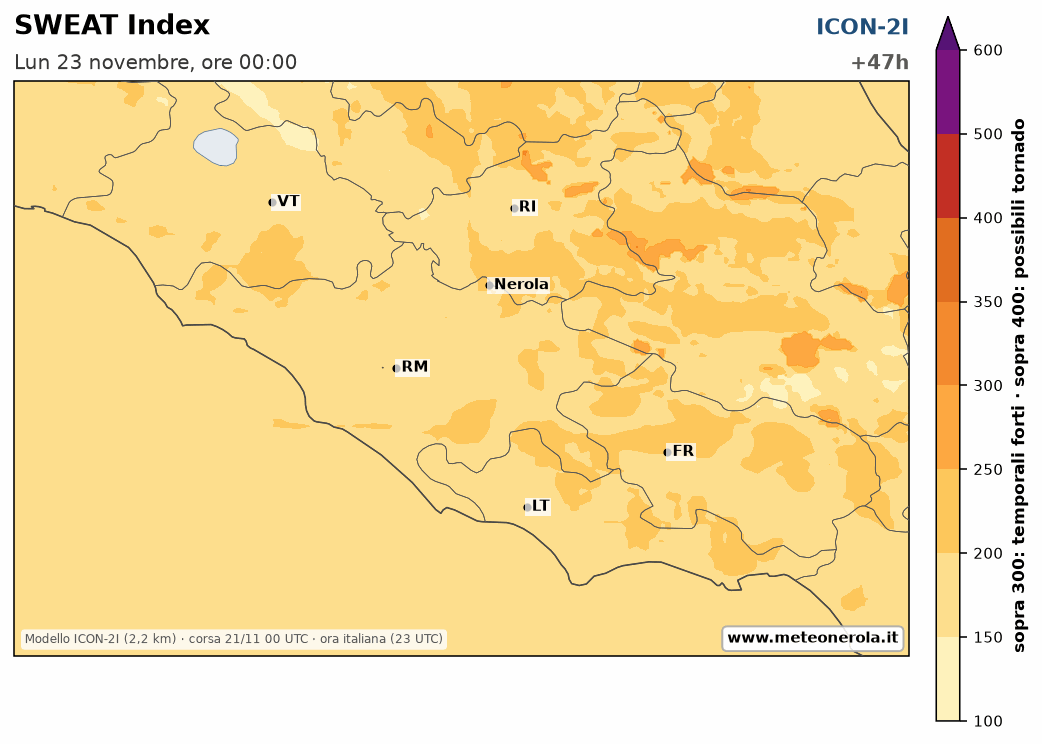 SWEAT Index
ICON-2I
Lun 23 novembre, ore 00:00
+47h
VT
RI
Nerola
RM
FR
LT
Modello ICON-2I (2,2 km) · corsa 21/11 00 UTC · ora italiana (23 UTC)
www.meteonerola.it
600
500
400
350
300
250
200
150
100
sopra 300: temporali forti · sopra 400: possibili tornado